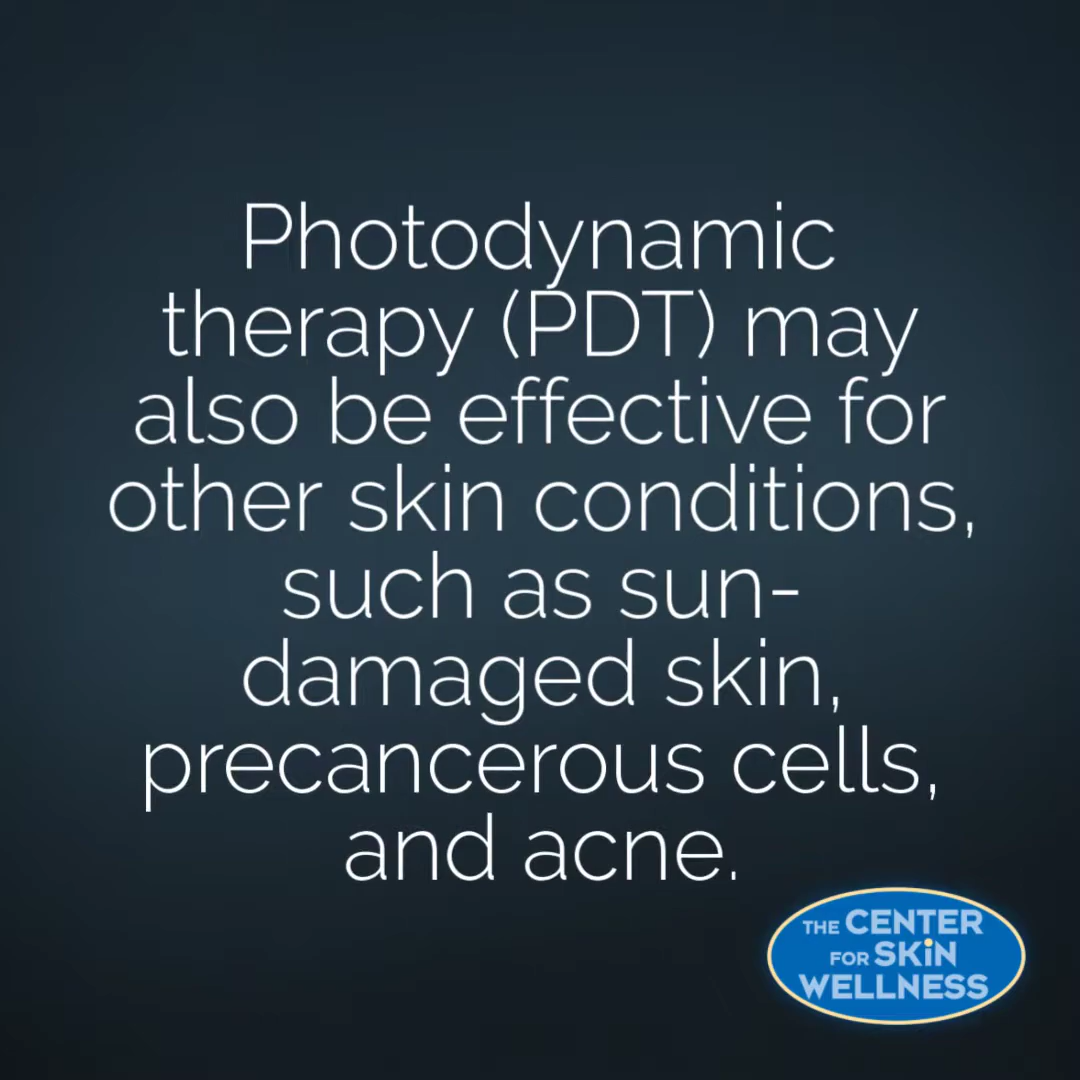 Photodynamic
therapy (PDT) may
also be effective for
other skin conditions,
such as sun-
damaged skin,
precancerous cells,
and acne.
THE CENTER
FOR SKiN
WELLNESS